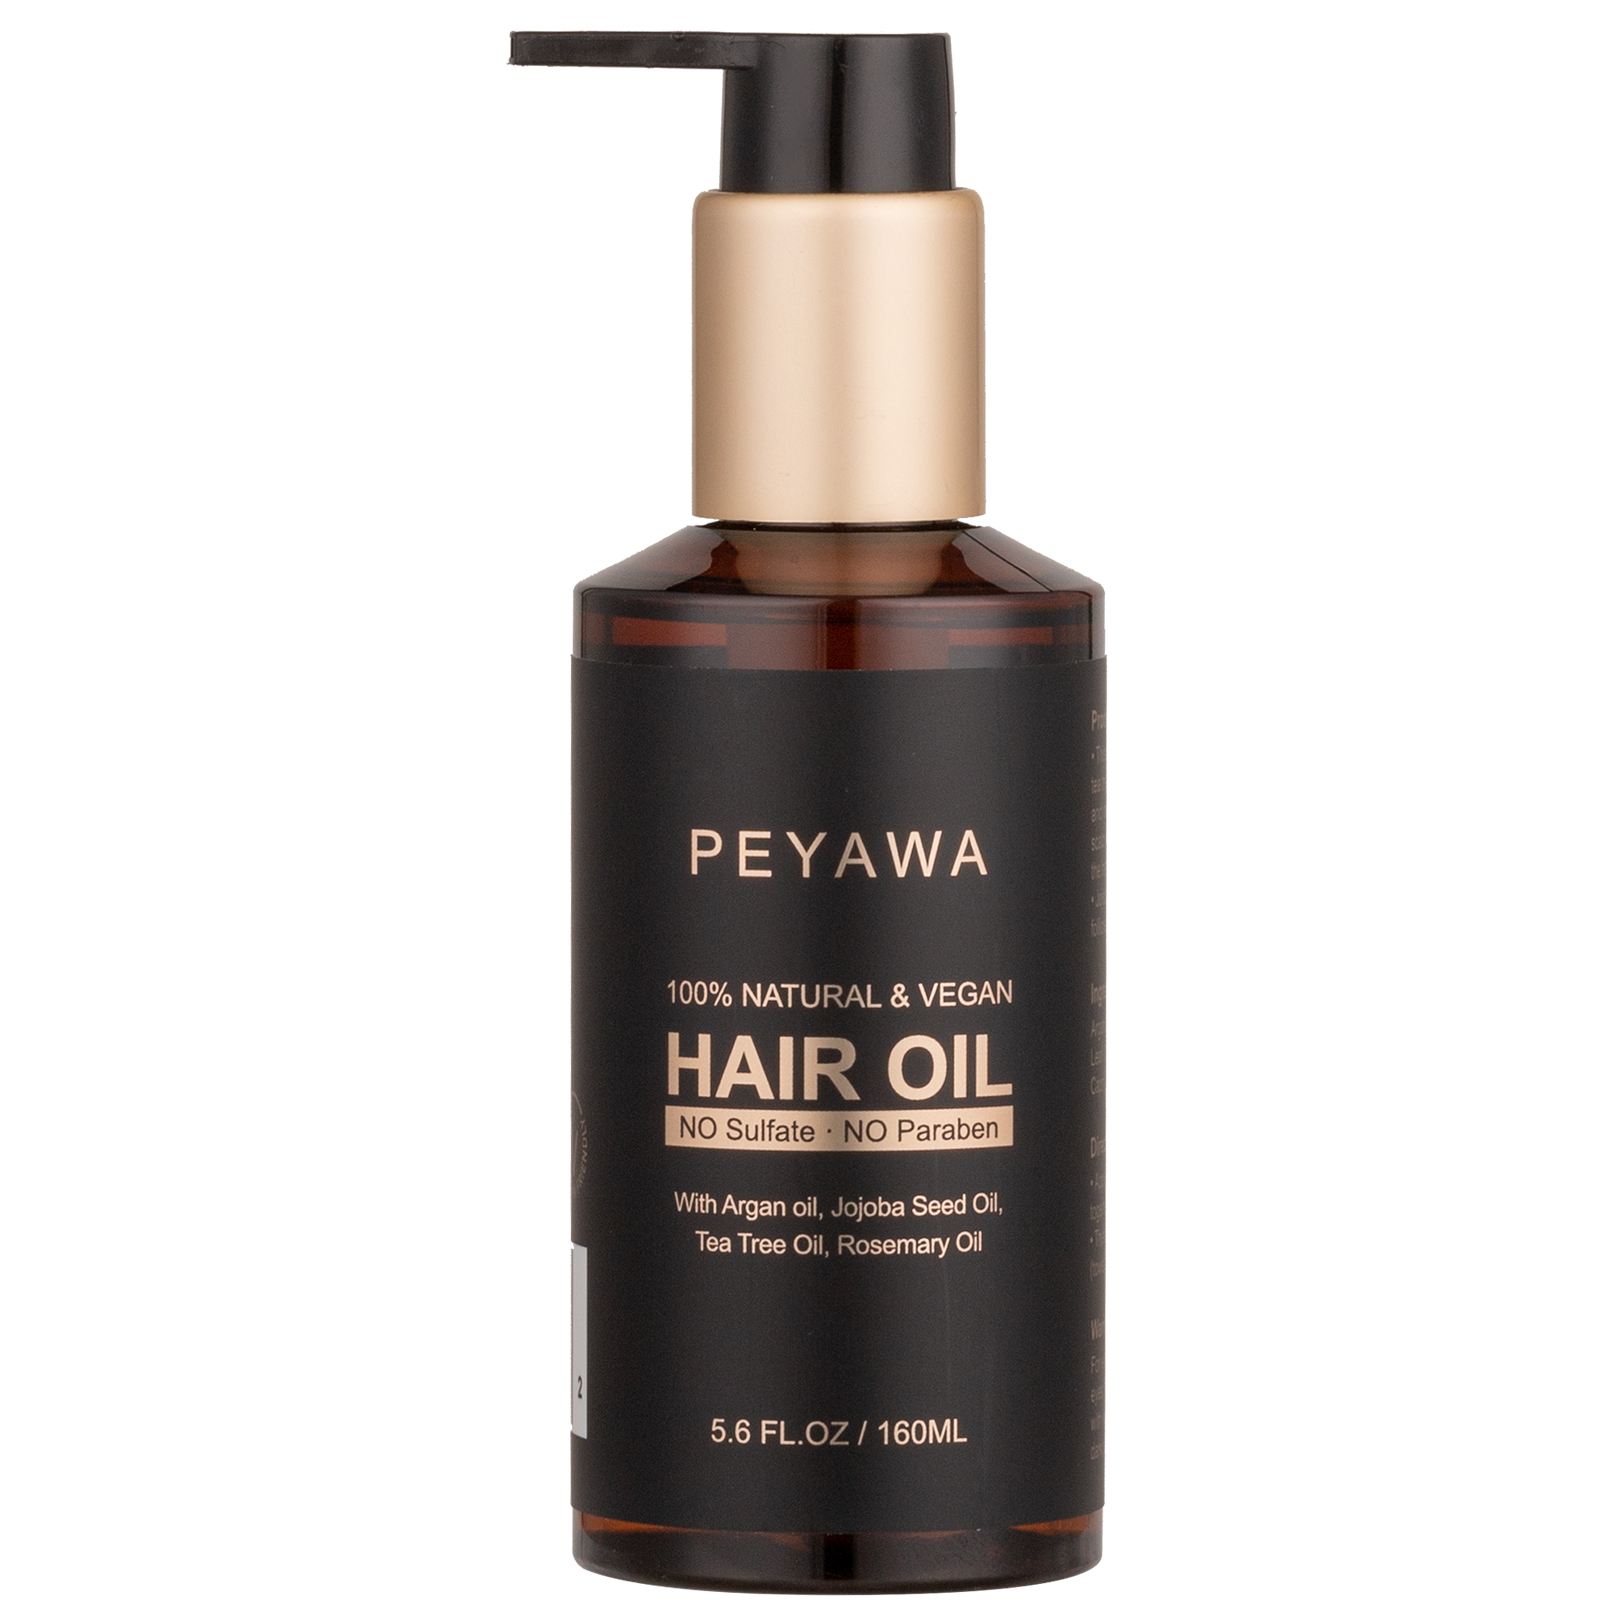 PEYAWA
100% NATURAL & VEGAN
HAIR OIL
NO Sulfate · NO Paraben
With Argan oil, Jojoba Seed Oil,
Tea Tree Oil, Rosemary Oil
5.6 FL.OZ / 160ML
2